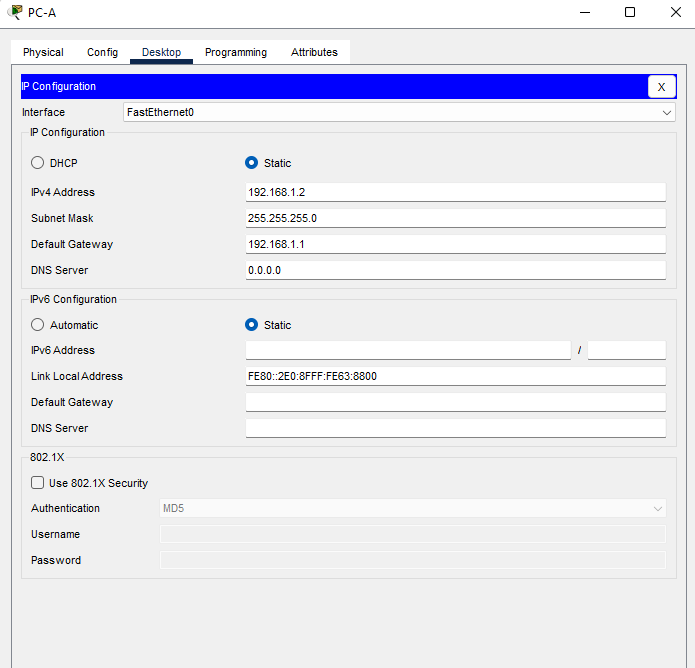 PC-A
Physical Config Desktop Programming Attributes
IP Configuration X
Interface FastEthernet0
IP Configuration
DHCP Static
IPv4 Address 192.168.1.2
Subnet Mask 255.255.255.0
Default Gateway 192.168.1.1
DNS Server 0.0.0.0
IPv6 Configuration
Automatic Static
IPv6 Address /
Link Local Address FE80::2E0:8FFF:FE63:8800
Default Gateway
DNS Server
802.1X
Use 802.1X Security
Authentication MD5
Username
Password